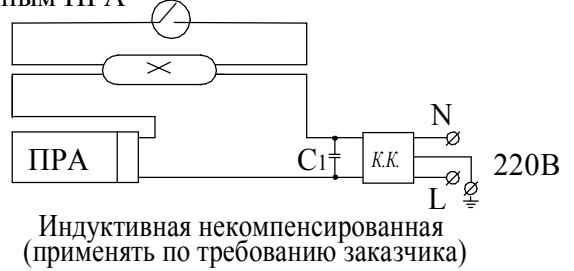 ным ПРА
N
ПРА
C1
К.К.
220В
L
Индуктивная некомпенсированная
(применять по требованию заказчика)